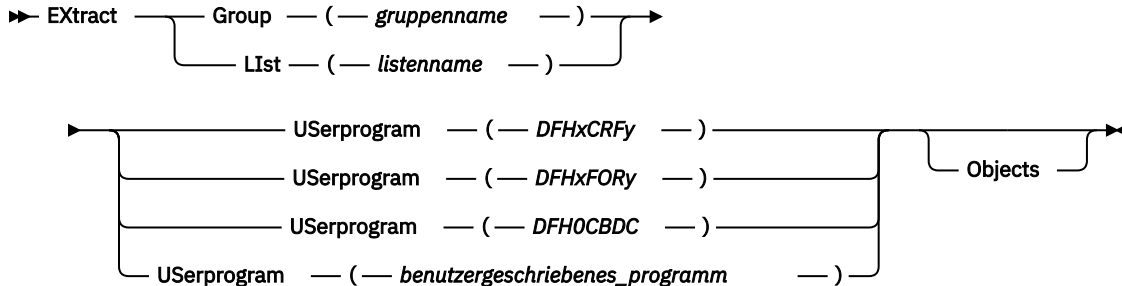 EXtract Group ( gruppenname )
LIst ( listenname )
USerprogram ( DFHxCRFy )
USerprogram ( DFHxFORy )
Objects
USerprogram ( DFH0CBDC )
USerprogram ( benutzergeschriebenes_programm )